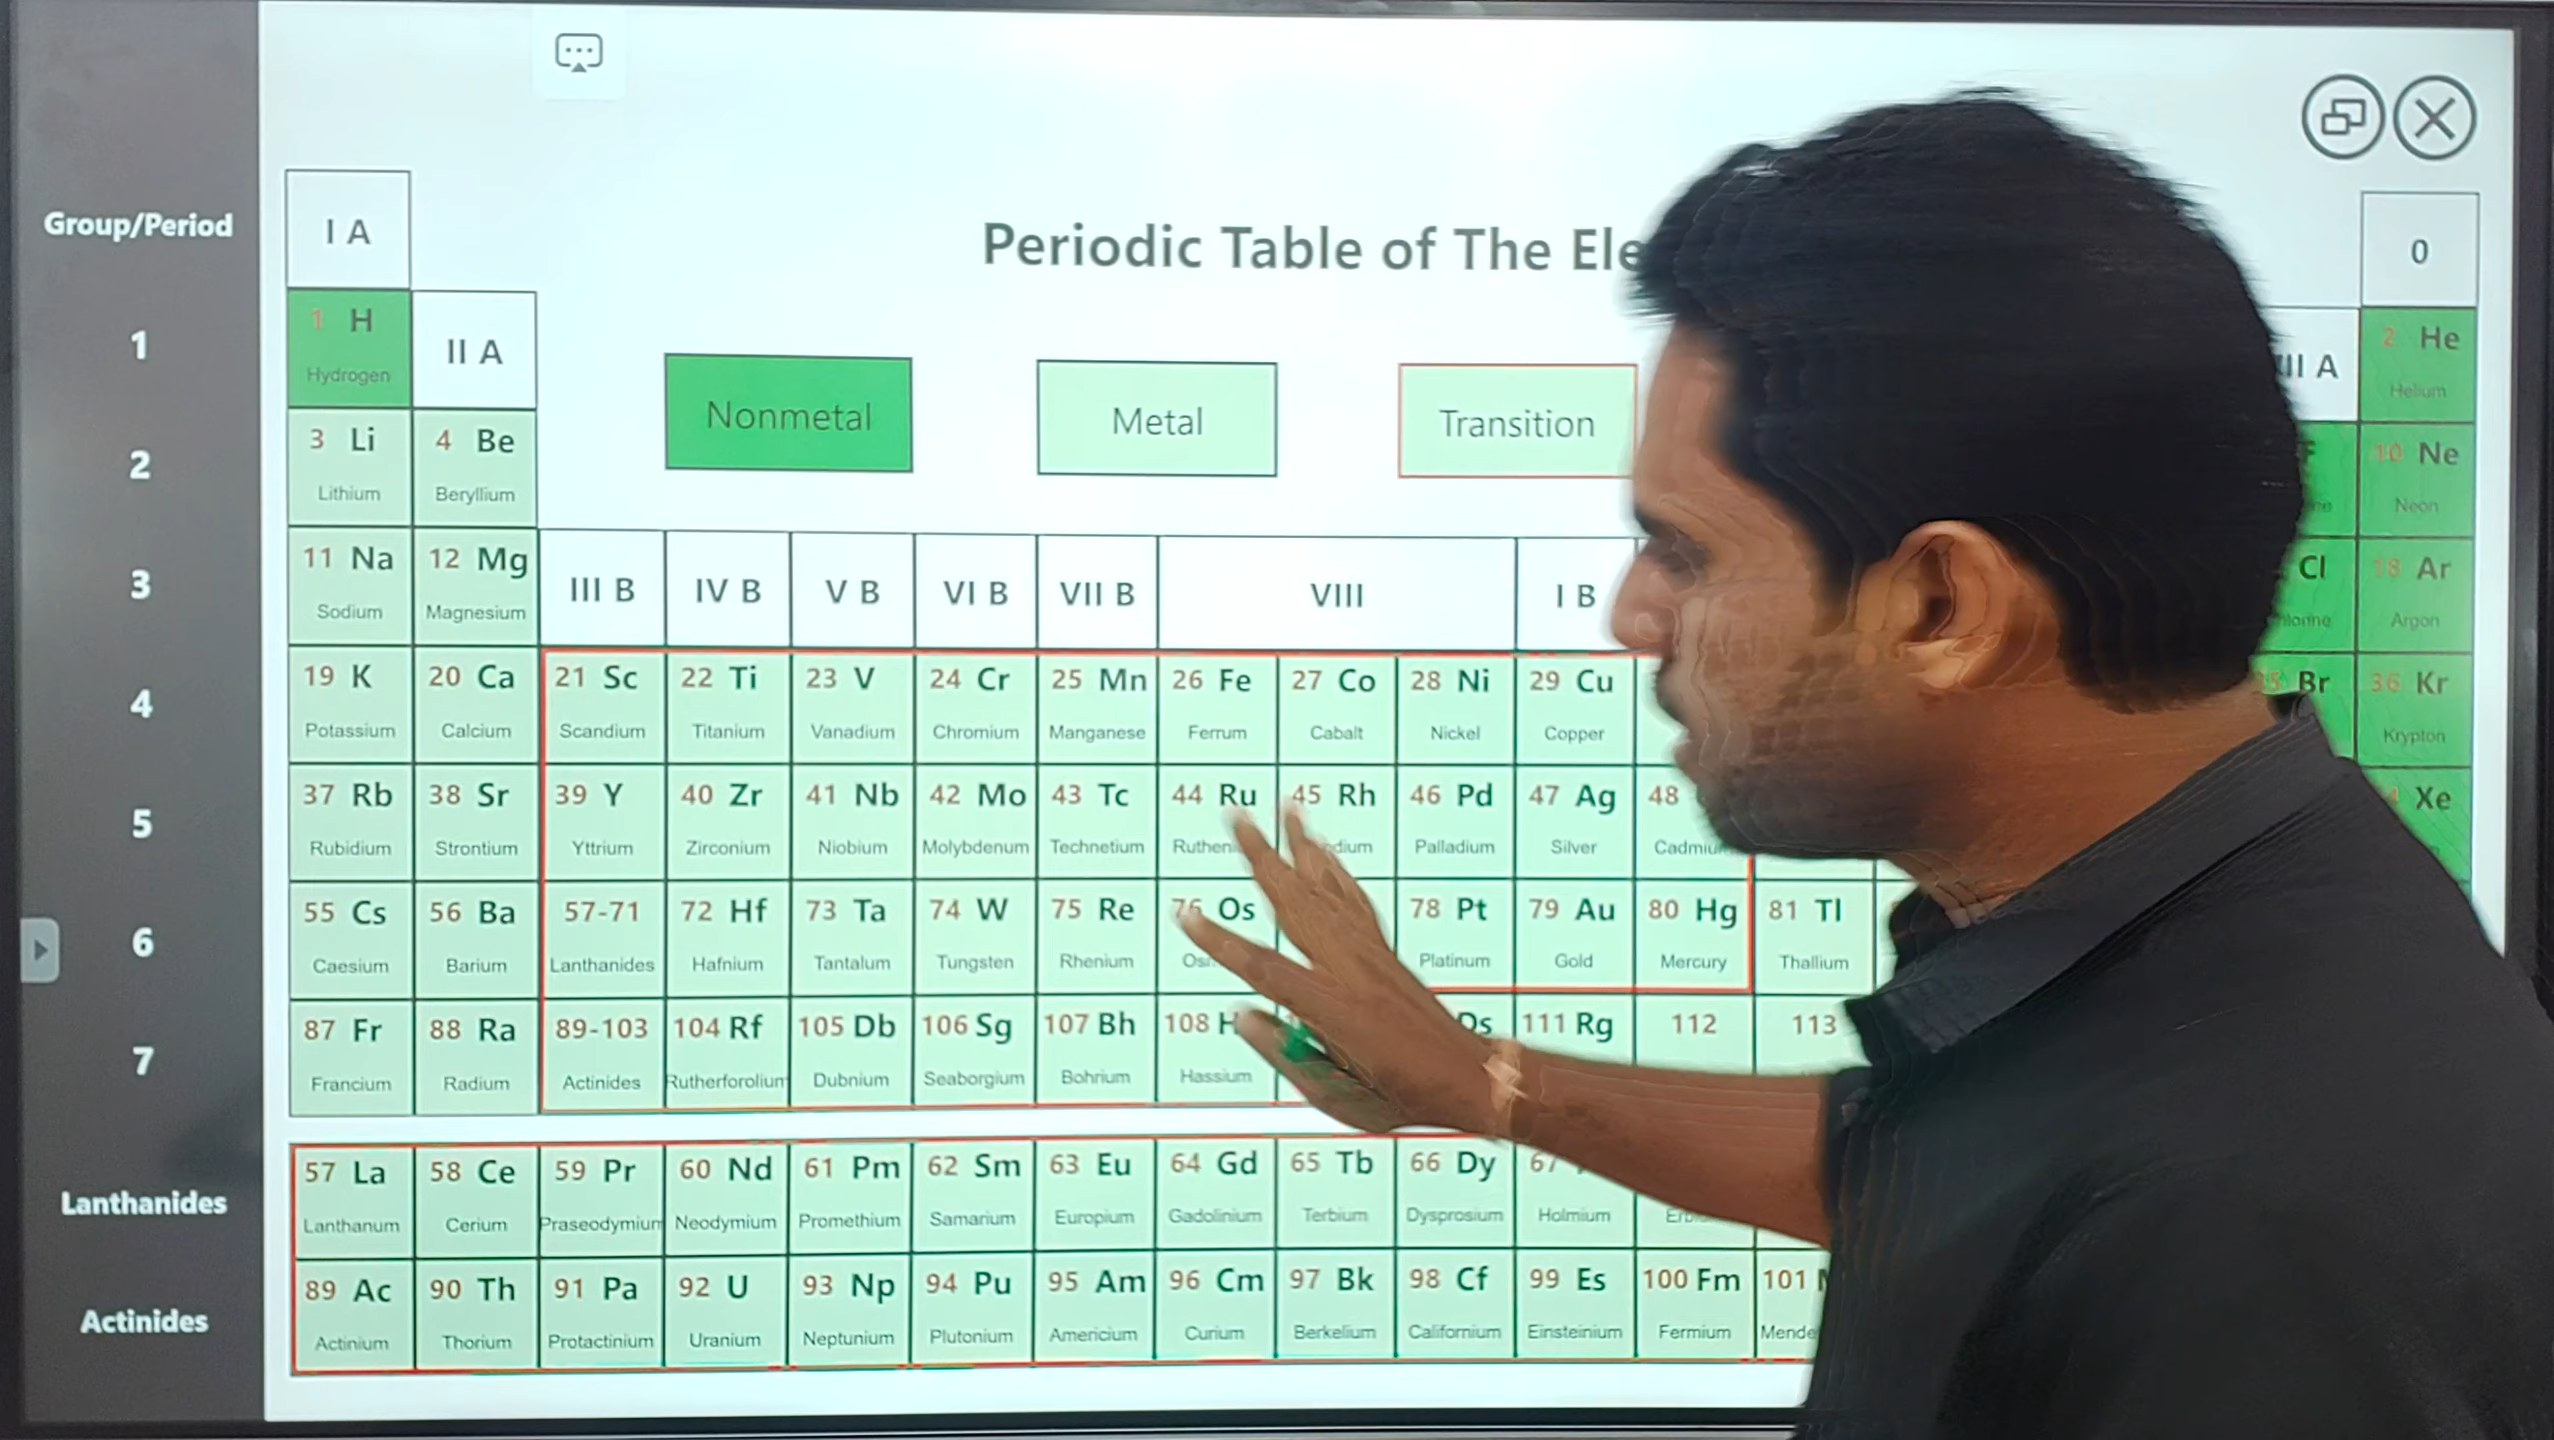 Group/Period
I A
Periodic Table of The Ele
0
1
1 H
Hydrogen
II A
Nonmetal
Metal
Transition
III A
2 He
Helium
2
3 Li
Lithium
4 Be
Beryllium
10 Ne
Neon
3
11 Na
Sodium
12 Mg
Magnesium
III B
IV B
V B
VI B
VII B
VIII
I B
Cl
18 Ar
Argon
4
19 K
Potassium
20 Ca
Calcium
21 Sc
Scandium
22 Ti
Titanium
23 V
Vanadium
24 Cr
Chromium
25 Mn
Manganese
26 Fe
Ferrum
27 Co
Cabalt
28 Ni
Nickel
29 Cu
Copper
Br
36 Kr
Krypton
5
37 Rb
Rubidium
38 Sr
Strontium
39 Y
Yttrium
40 Zr
Zirconium
41 Nb
Niobium
42 Mo
Molybdenum
43 Tc
Technetium
44 Ru
Rutheni
45 Rh
dium
46 Pd
Palladium
47 Ag
Silver
48
Cadmiu
Xe
6
55 Cs
Caesium
56 Ba
Barium
57-71
Lanthanides
72 Hf
Hafnium
73 Ta
Tantalum
74 W
Tungsten
75 Re
Rhenium
76 Os
78 Pt
Platinum
79 Au
Gold
80 Hg
Mercury
81 Tl
Thallium
7
87 Fr
Francium
88 Ra
Radium
89-103
Actinides
104 Rf
Rutherforolium
105 Db
Dubnium
106 Sg
Seaborgium
107 Bh
Bohrium
108 H
Hassium
Ds
111 Rg
112
113
Lanthanides
57 La
Lanthanum
58 Ce
Cerium
59 Pr
Praseodymium
60 Nd
Neodymium
61 Pm
Promethium
62 Sm
Samarium
63 Eu
Europium
64 Gd
Gadolinium
65 Tb
Terbium
66 Dy
Dysprosium
67
Holmium
Actinides
89 Ac
Actinium
90 Th
Thorium
91 Pa
Protactinium
92 U
Uranium
93 Np
Neptunium
94 Pu
Plutonium
95 Am
Americium
96 Cm
Curium
97 Bk
Berkelium
98 Cf
Californium
99 Es
Einsteinium
100 Fm
Fermium
101
Mende